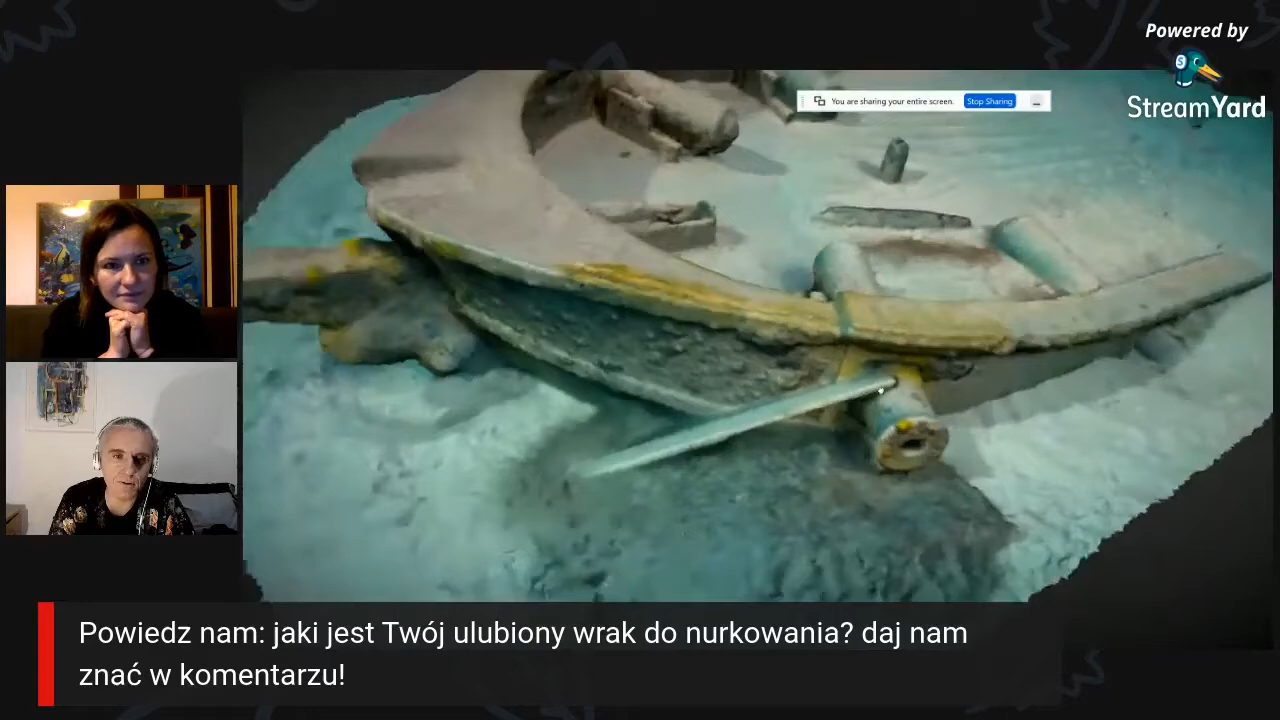 Powered by
StreamYard
You are sharing your entire screen. Stop Sharing
Powiedz nam: jaki jest Twój ulubiony wrak do nurkowania? daj nam
znać w komentarzu!